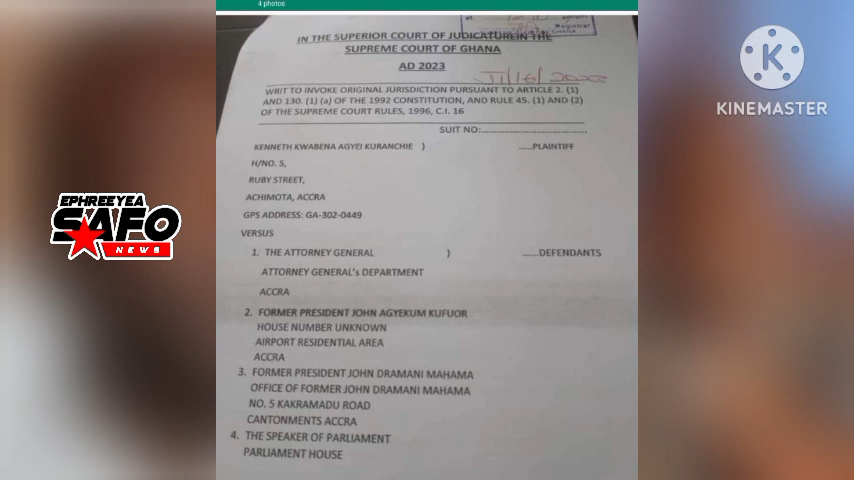 4 photos
Registrar
IN THE SUPERIOR COURT OF JUDICATUREIN THE
SUPREME COURT OF GHANA
AD 2023
WRIT TO INVOKE ORIGINAL JURISDICTION PURSUANT TO ARTICLE 2. (1)
AND 130. (1) (a) OF THE 1992 CONSTITUTION, AND RULE 45. (1) AND (2)
OF THE SUPREME COURT RULES, 1996, C.I. 16
SUIT NO:................................
KENNETH KWABENA AGYEI KURANCHIE ) ......PLAINTIFF
H/NO. 5,
RUBY STREET,
ACHIMOTA, ACCRA
GPS ADDRESS: GA-302-0449
VERSUS
1. THE ATTORNEY GENERAL ) ......DEFENDANTS
ATTORNEY GENERAL's DEPARTMENT
ACCRA
2. FORMER PRESIDENT JOHN AGYEKUM KUFUOR
HOUSE NUMBER UNKNOWN
AIRPORT RESIDENTIAL AREA
ACCRA
3. FORMER PRESIDENT JOHN DRAMANI MAHAMA
OFFICE OF FORMER JOHN DRAMANI MAHAMA
NO. 5 KAKRAMADU ROAD
CANTONMENTS ACCRA
4. THE SPEAKER OF PARLIAMENT
PARLIAMENT HOUSE
EPHREEYEA
SAFO
NEWS
K
KINEMASTER